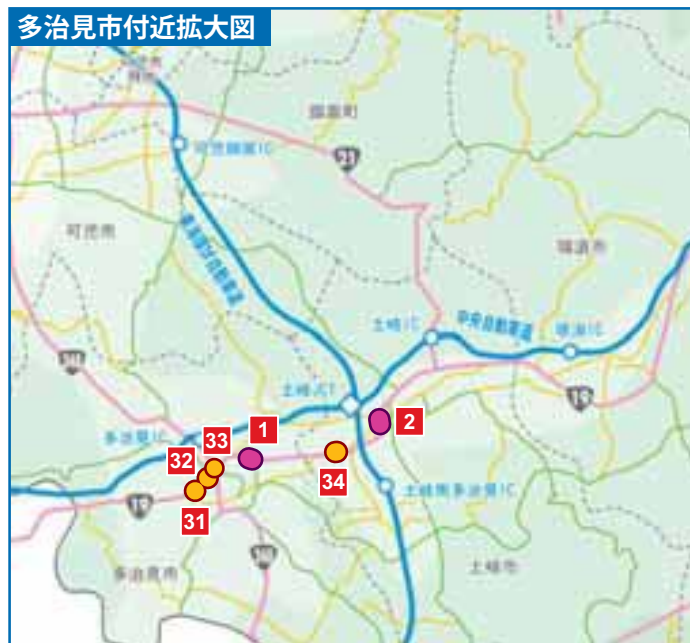 多治見市付近拡大図
御嵩町
21
可児御嵩IC
東海環状自動車道
可児市
瑞浪市
中央自動車道
土岐IC
瑞浪IC
土岐JCT
19
多治見IC
33
1
2
32
34
31
土岐南多治見IC
19
多治見市
土岐市